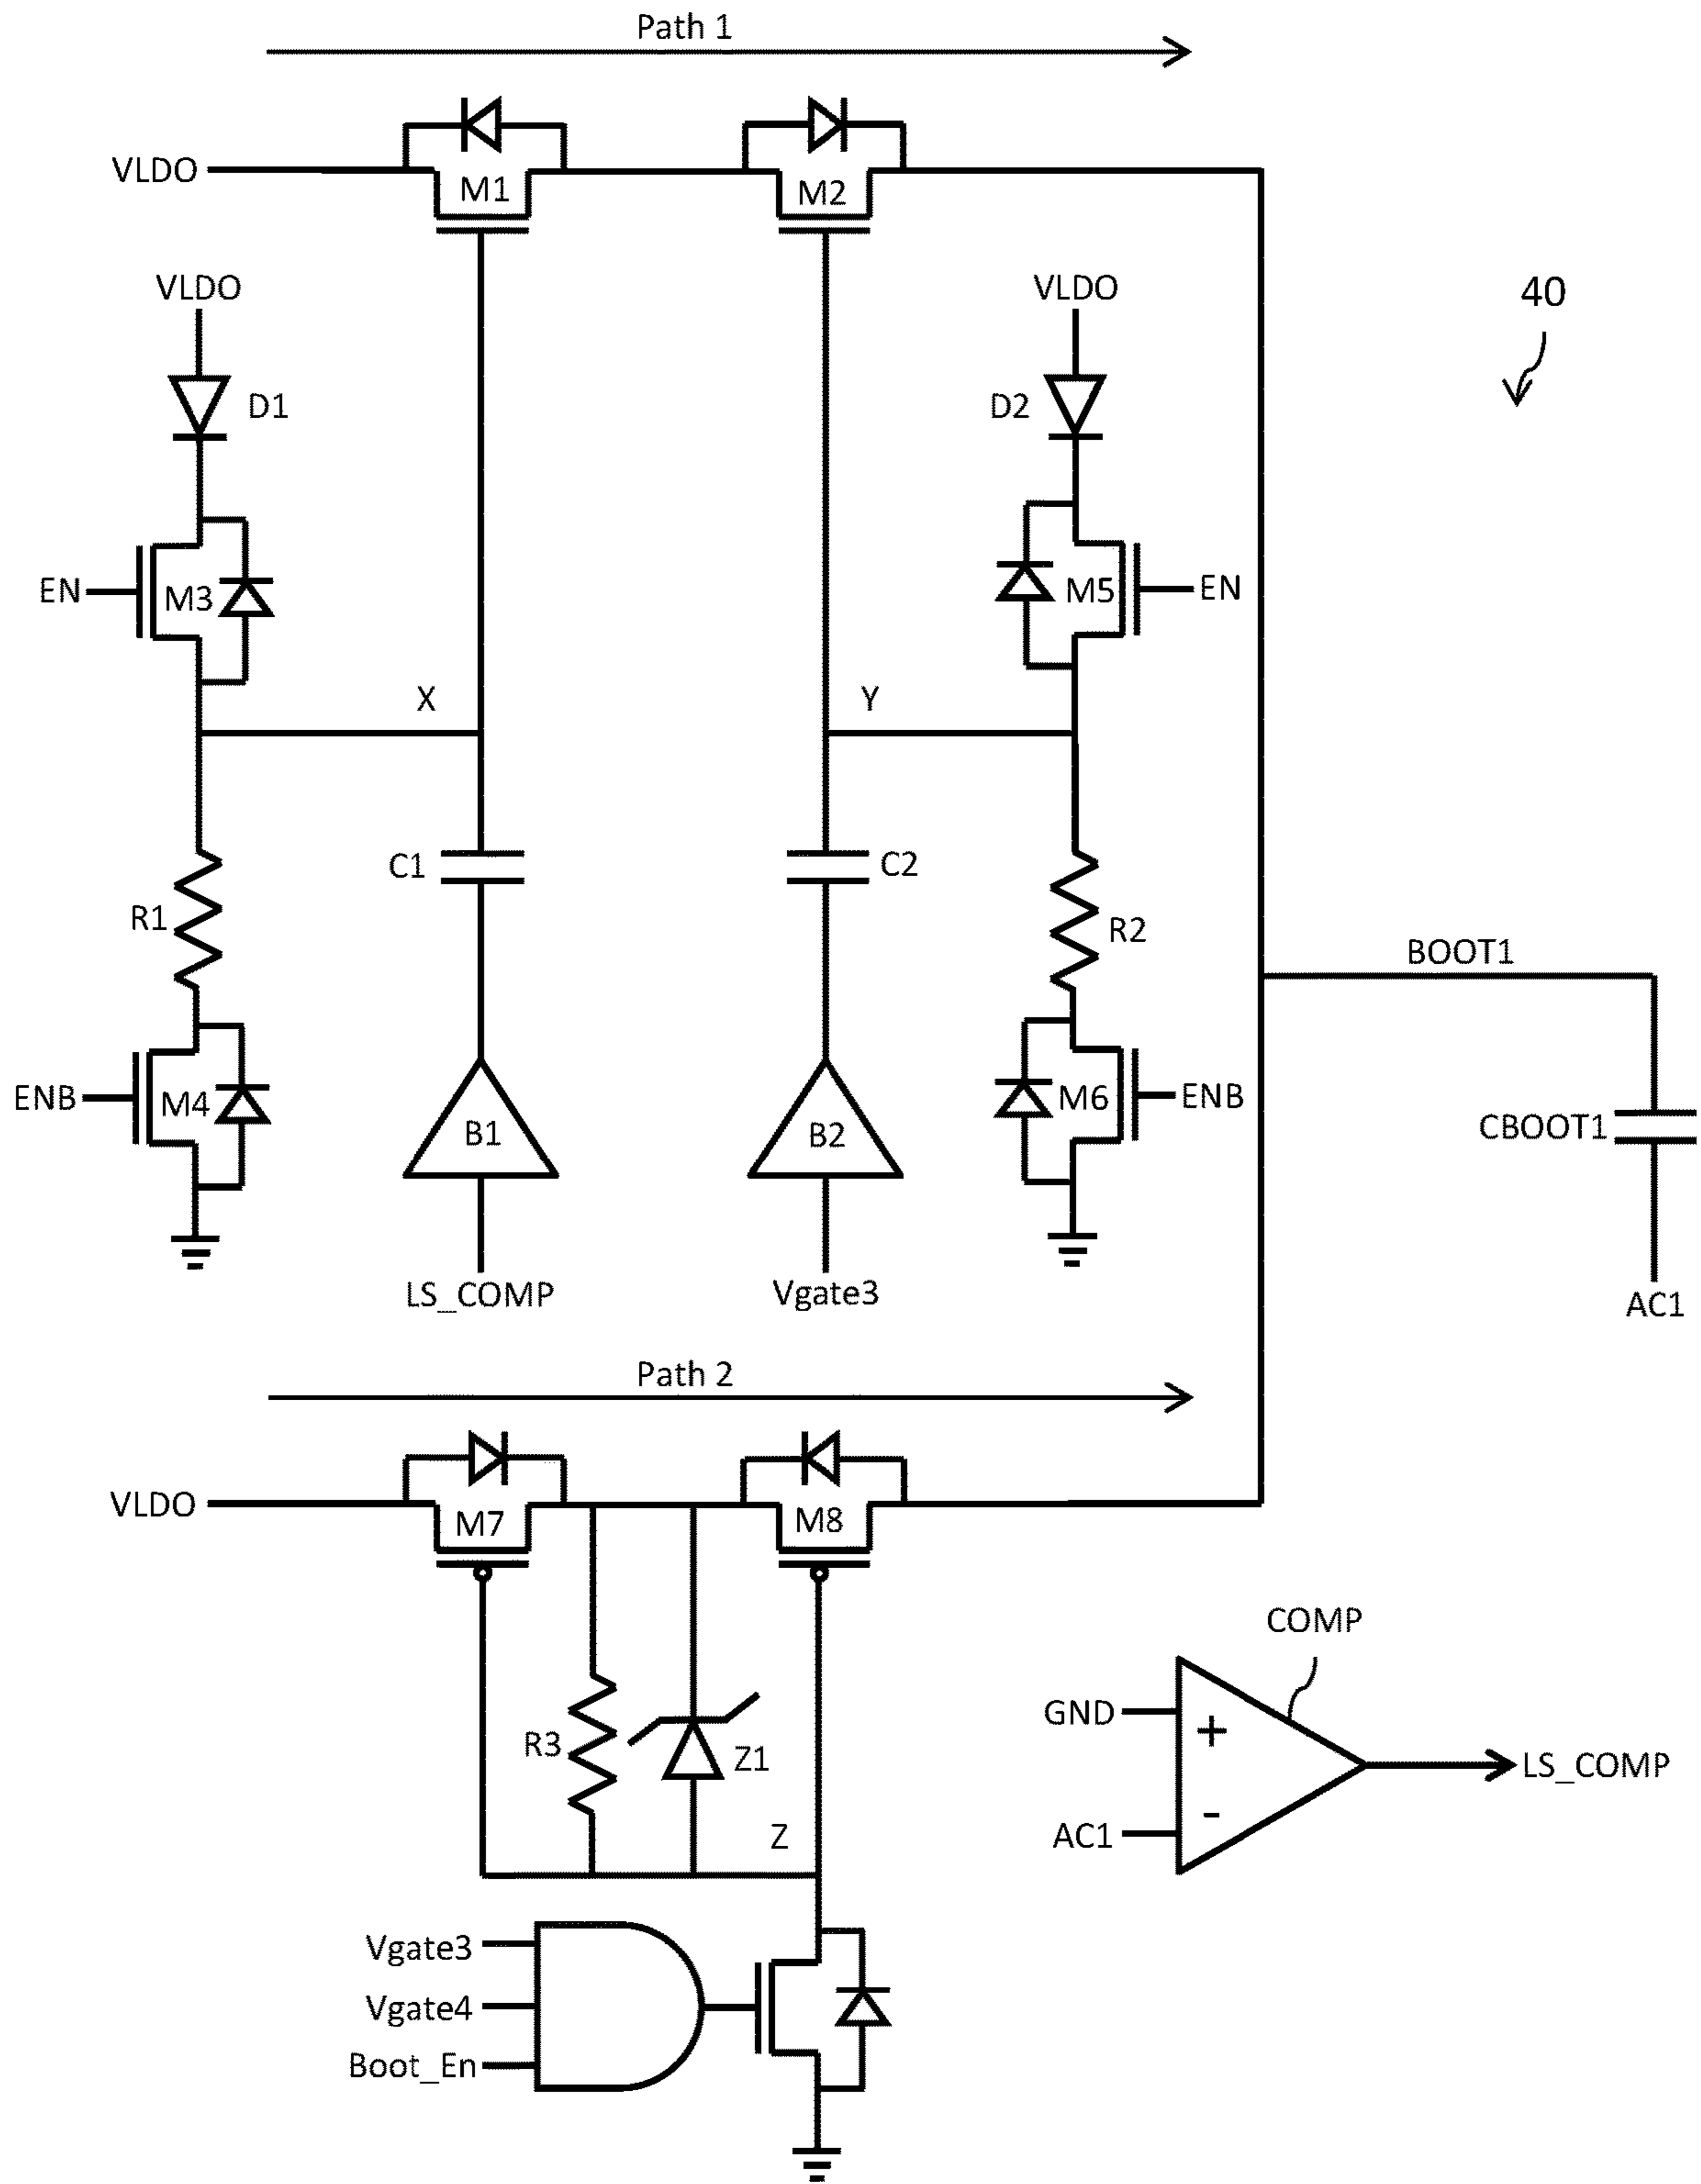 Path 1
VLDO
M1
M2
VLDO
VLDO
40
D1
D2
EN
M3
M5
EN
X
Y
C1
C2
R1
R2
BOOT1
ENB
M4
B1
B2
M6
ENB
CBOOT1
LS_COMP
Vgate3
AC1
Path 2
VLDO
M7
M8
COMP
GND
+
R3
Z1
LS_COMP
-
AC1
Z
Vgate3
Vgate4
Boot_En